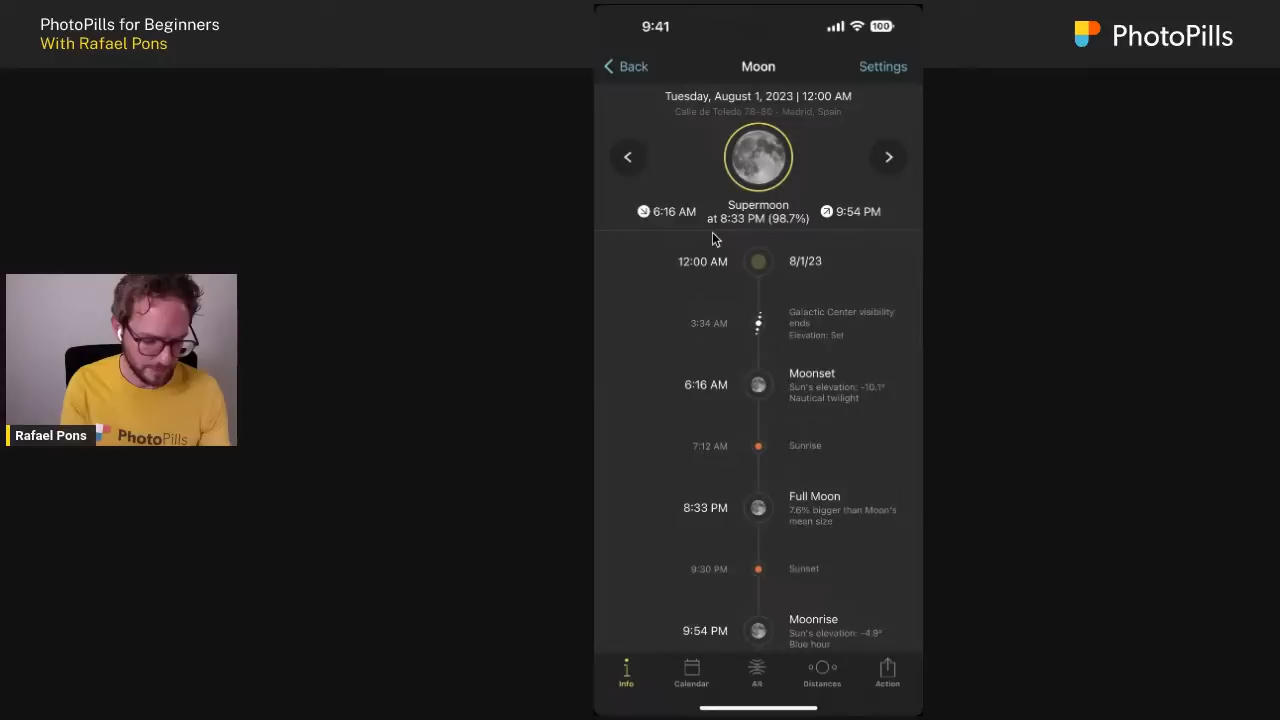 PhotoPills for Beginners
With Rafael Pons
PhotoPills
9:41
100
Back
Moon
Settings
Tuesday, August 1, 2023 | 12:00 AM
Calle de Toledo 78-80 - Madrid, Spain
6:16 AM
Supermoon
at 8:33 PM (98.7%)
9:54 PM
12:00 AM
8/1/23
3:34 AM
Galactic Center visibility
ends
Elevation: Set
6:16 AM
Moonset
Sun's elevation: -10.1°
Nautical twilight
7:12 AM
Sunrise
8:33 PM
Full Moon
7.6% bigger than Moon's
mean size
9:30 PM
Sunset
9:54 PM
Moonrise
Sun's elevation: -4.9°
Blue hour
Info
Calendar
AR
Distances
Action
Rafael Pons
PhotoPills